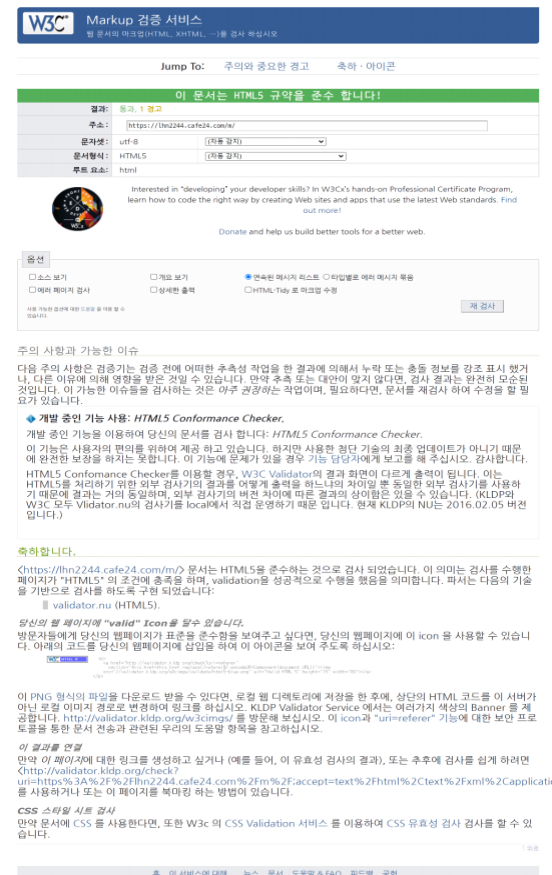 W3C®
Markup 검증 서비스
웹 문서의 마크업(HTML, XHTML, …)을 검사 하십시오
Jump To: 주의와 중요한 경고 축하 · 아이콘
이 문서는 HTML5 규약을 준수 합니다!
결과: 통과, 1 경고
주소 : https://lhn2244.cafe24.com/m/
문자셋 : utf-8 (자동 감지)
문서형식 : HTML5 (자동 감지)
루트 요소: html
Interested in "developing" your developer skills? In W3Cx's hands-on Professional Certificate Program,
learn how to code the right way by creating Web sites and apps that use the latest Web standards. Find
out more!
Donate and help us build better tools for a better web.
옵션
소스 보기 개요 보기 연속된 메시지 리스트 타입별로 에러 메시지 묶음
에러 페이지 검사 상세한 출력 HTML-Tidy 로 마크업 수정
사용 가능한 옵션에 대한 도움말 을 이용 할 수
있습니다.
재 검사
주의 사항과 가능한 이슈
다음 주의 사항은 검증기는 검증 전에 어떠한 추측성 작업을 한 결과에 의해서 누락 또는 충돌 정보를 강조 표시 했거
나, 다른 이유에 의해 영향을 받은 것일 수 있습니다. 만약 추측 또는 대안이 맞지 않다면, 검사 결과는 완전히 모순된
것입니다. 이 가능한 이슈들을 검사하는 것은 아주 권장하는 작업이며, 필요하다면, 문서를 재검사 하여 수정을 할 필
요가 있습니다.
개발 중인 기능 사용: HTML5 Conformance Checker.
개발 중인 기능을 이용하여 당신의 문서를 검사 합니다: HTML5 Conformance Checker.
이 기능은 사용자의 편의를 위하여 제공 하고 있습니다. 하지만 사용한 첨단 기술의 최종 업데이트가 아니기 때문
에 완전한 보장을 하지는 못합니다. 이 기능에 문제가 있을 경우 기능 담당자에게 보고를 해 주십시오. 감사합니다.
HTML5 Confomance Checker를 이용할 경우, W3C Validator의 결과 화면이 다르게 출력이 됩니다. 이는
HTML5를 처리하기 위한 외부 검사기의 결과를 어떻게 출력을 하느냐의 차이일 뿐 동일한 외부 검사기를 사용하
기 때문에 결과는 거의 동일하며, 외부 검사기의 버전 차이에 따른 결과의 상이함은 있을 수 있습니다. (KLDP와
W3C 모두 Vlidator.nu의 검사기를 local에서 직접 운영하기 때문 입니다. 현재 KLDP의 NU는 2016.02.05 버전
입니다.)
축하합니다.
<https://lhn2244.cafe24.com/m/> 문서는 HTML5을 준수하는 것으로 검사 되었습니다. 이 의미는 검사를 수행한
페이지가 "HTML5" 의 조건에 충족을 하며, validation을 성공적으로 수행을 했음을 의미합니다. 파서는 다음의 기술
을 기반으로 검사를 하도록 구현 되었습니다:
validator.nu (HTML5).
당신의 웹 페이지에 "valid" Icon을 달수 있습니다.
방문자들에게 당신의 웹페이지가 표준을 준수함을 보여주고 싶다면, 당신의 웹페이지에 이 icon 을 사용할 수 있습니
다. 아래의 코드를 당신의 웹페이지에 삽입을 하여 이 아이콘을 보여 주도록 하십시오:
W3C
이 PNG 형식의 파일을 다운로드 받을 수 있다면, 로컬 웹 디렉토리에 저장을 한 후에, 상단의 HTML 코드를 이 서버가
아닌 로컬 이미지 경로로 변경하여 링크를 하십시오. KLDP Validator Service 에서는 여러가지 색상의 Banner 를 제
공합니다. http://validator.kldp.org/w3cimgs/ 를 방문해 보십시오. 이 icon과 "uri=referer" 기능에 대한 보안 프로
토콜을 통한 문서 전송과 관련된 우리의 도움말 항목을 참고하십시오.
이 결과를 연결
만약 이 페이지에 대한 링크를 생성하고 싶거나 (예를 들어, 이 유효성 검사의 결과), 또는 추후에 검사를 쉽게 하려면
<http://validator.kldp.org/check?
uri=https%3A%2F%2Flhn2244.cafe24.com%2Fm%2F;accept=text%2Fhtml%2Ctext%2Fxml%2Capplicatio
를 사용하거나 또는 이 페이지를 북마킹 하는 방법이 있습니다.
CSS 스타일 시트 검사
만약 문서에 CSS 를 사용한다면, 또한 W3c 의 CSS Validation 서비스 를 이용하여 CSS 유효성 검사 검사를 할 수 있
습니다.
↑ 위로
홈 이 서비스에 대해 ... 뉴스 문서 도움말 & FAQ 피드백 공헌